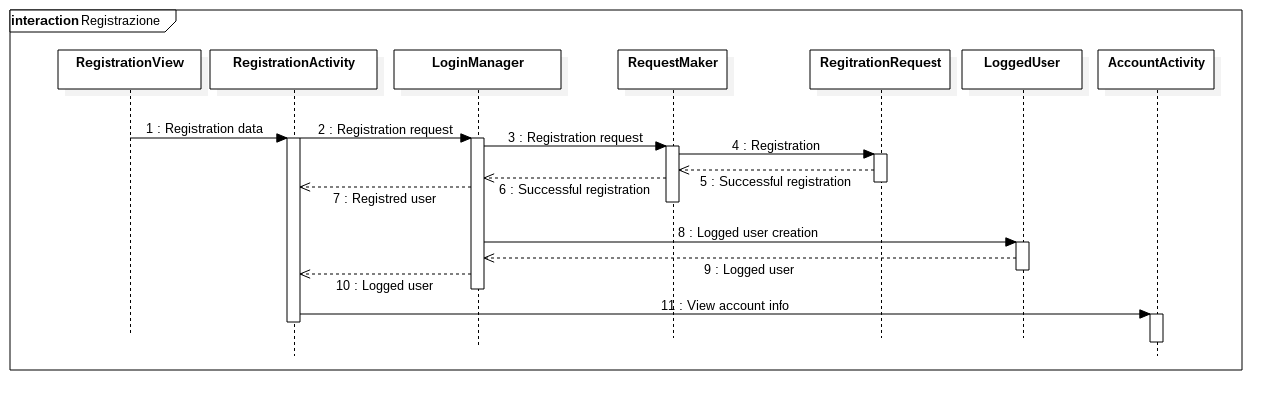 interaction Registrazione
RegistrationView
RegistrationActivity
LoginManager
RequestMaker
RegitrationRequest
LoggedUser
AccountActivity
1 : Registration data
2 : Registration request
3 : Registration request
4 : Registration
5 : Successful registration
6 : Successful registration
7 : Registred user
8 : Logged user creation
9 : Logged user
10 : Logged user
11 : View account info